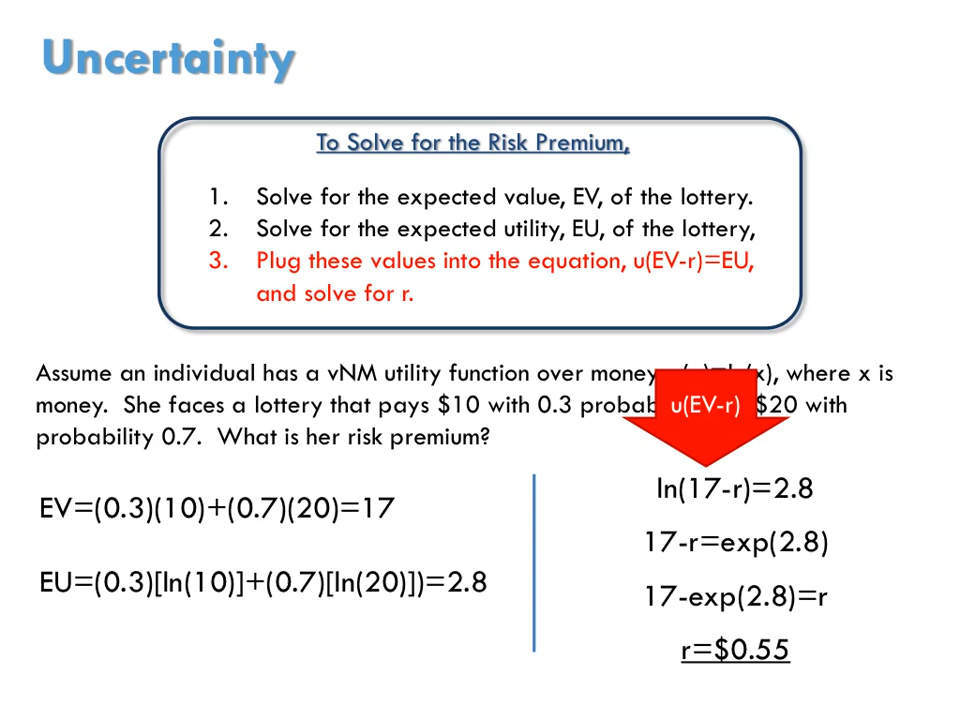 Uncertainty
To Solve for the Risk Premium,
1. Solve for the expected value, EV, of the lottery.
2. Solve for the expected utility, EU, of the lottery,
3. Plug these values into the equation, u(EV-r)=EU,
and solve for r.
Assume an individual has a vNM utility function over money x), where x is
money. She faces a lottery that pays $10 with 0.3 $20 with
probability 0.7. What is her risk premium?
u(EV-r)
EV=(0.3)(10)+(0.7)(20)=17
EU=(0.3)[ln(10)]+(0.7)[ln(20)])=2.8
ln(17-r)=2.8
17-r=exp(2.8)
17-exp(2.8)=r
r=$0.55